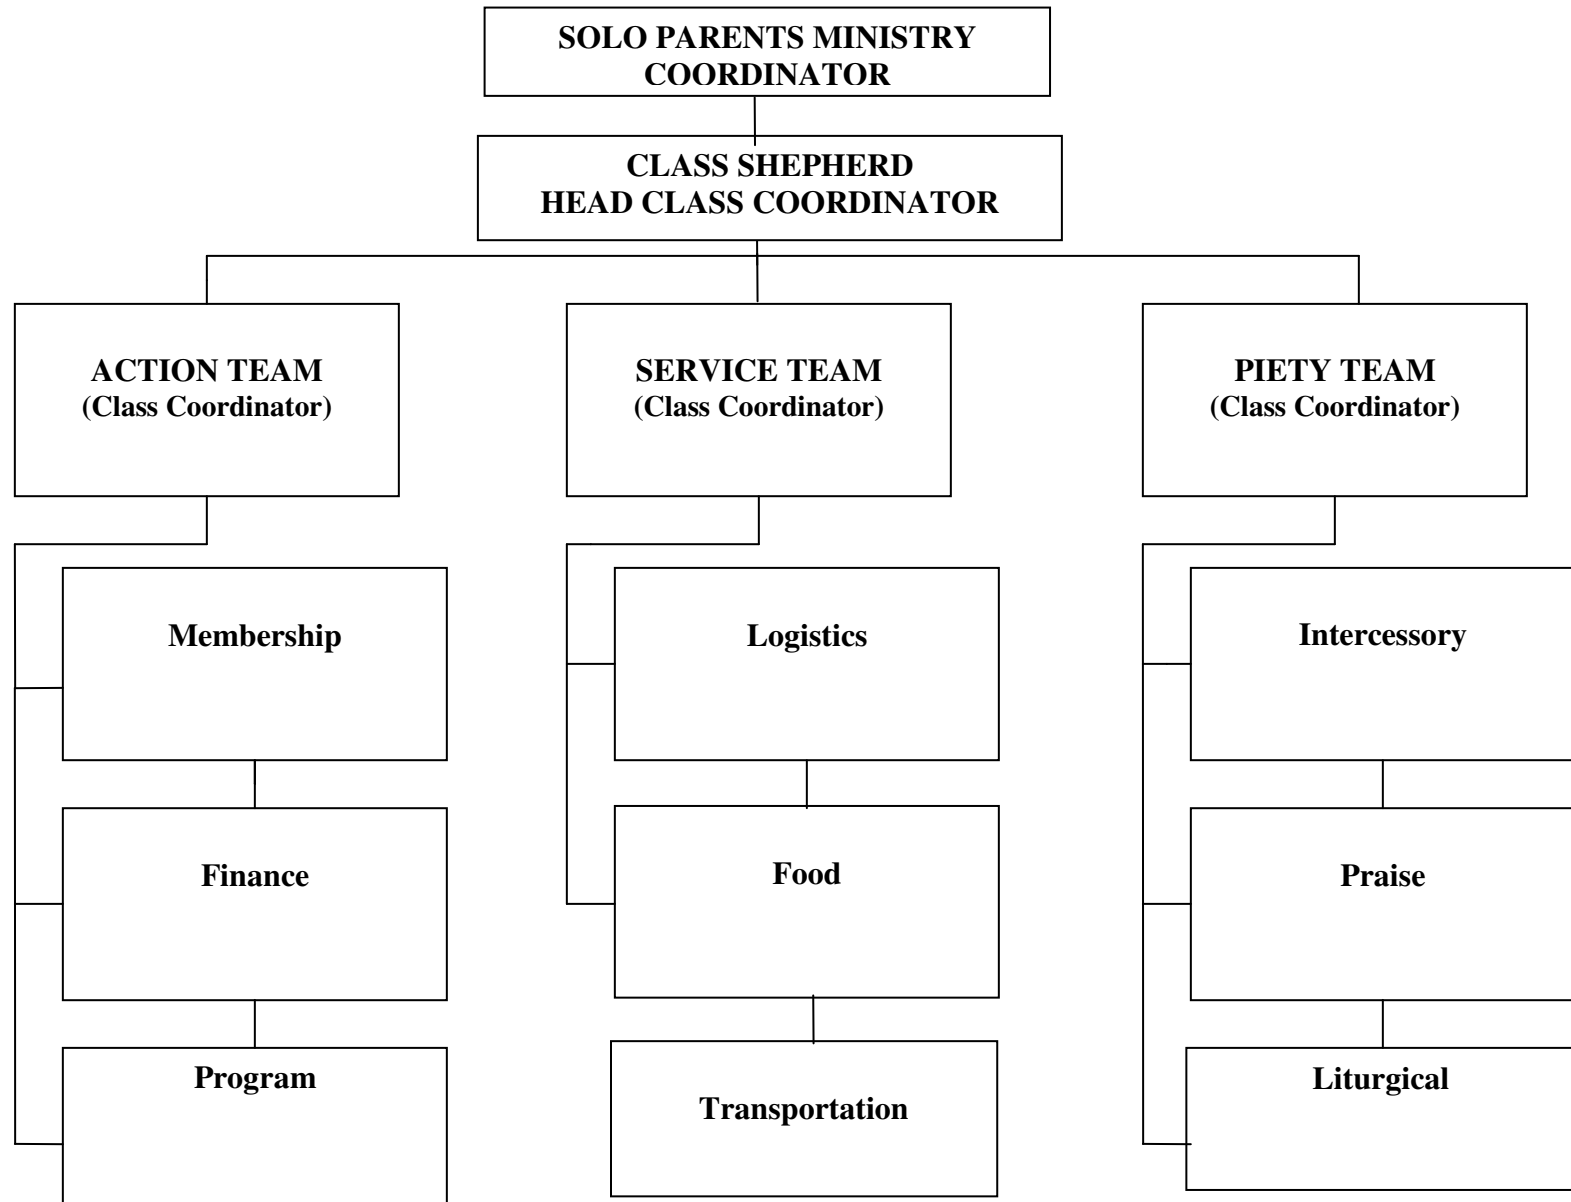 SOLO PARENTS MINISTRY
COORDINATOR
CLASS SHEPHERD
HEAD CLASS COORDINATOR
ACTION TEAM
(Class Coordinator)
SERVICE TEAM
(Class Coordinator)
PIETY TEAM
(Class Coordinator)
Membership
Logistics
Intercessory
Finance
Food
Praise
Program
Transportation
Liturgical